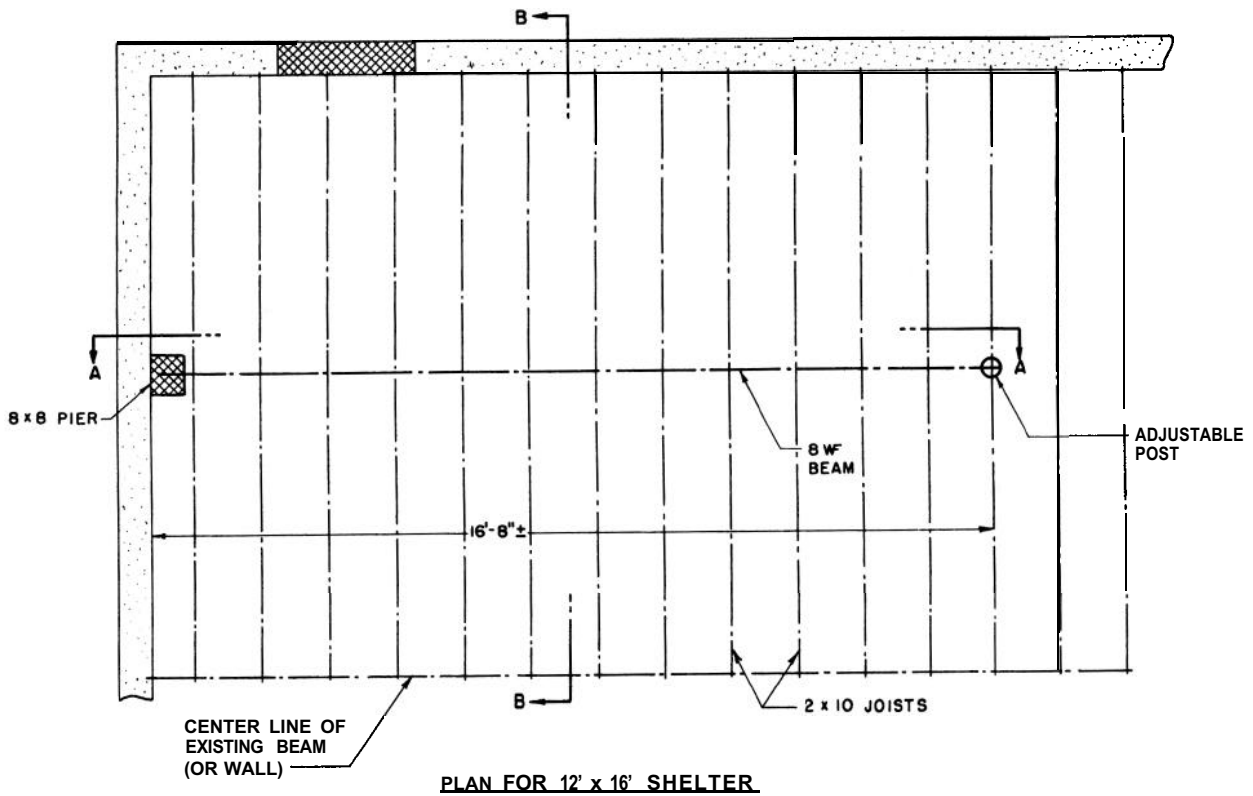 B
A
8 x 8 PIER
A
ADJUSTABLE
POST
8 WF
BEAM
16'-8"±
B
2 x 10 JOISTS
CENTER LINE OF
EXISTING BEAM
(OR WALL)
PLAN FOR 12' x 16' SHELTER